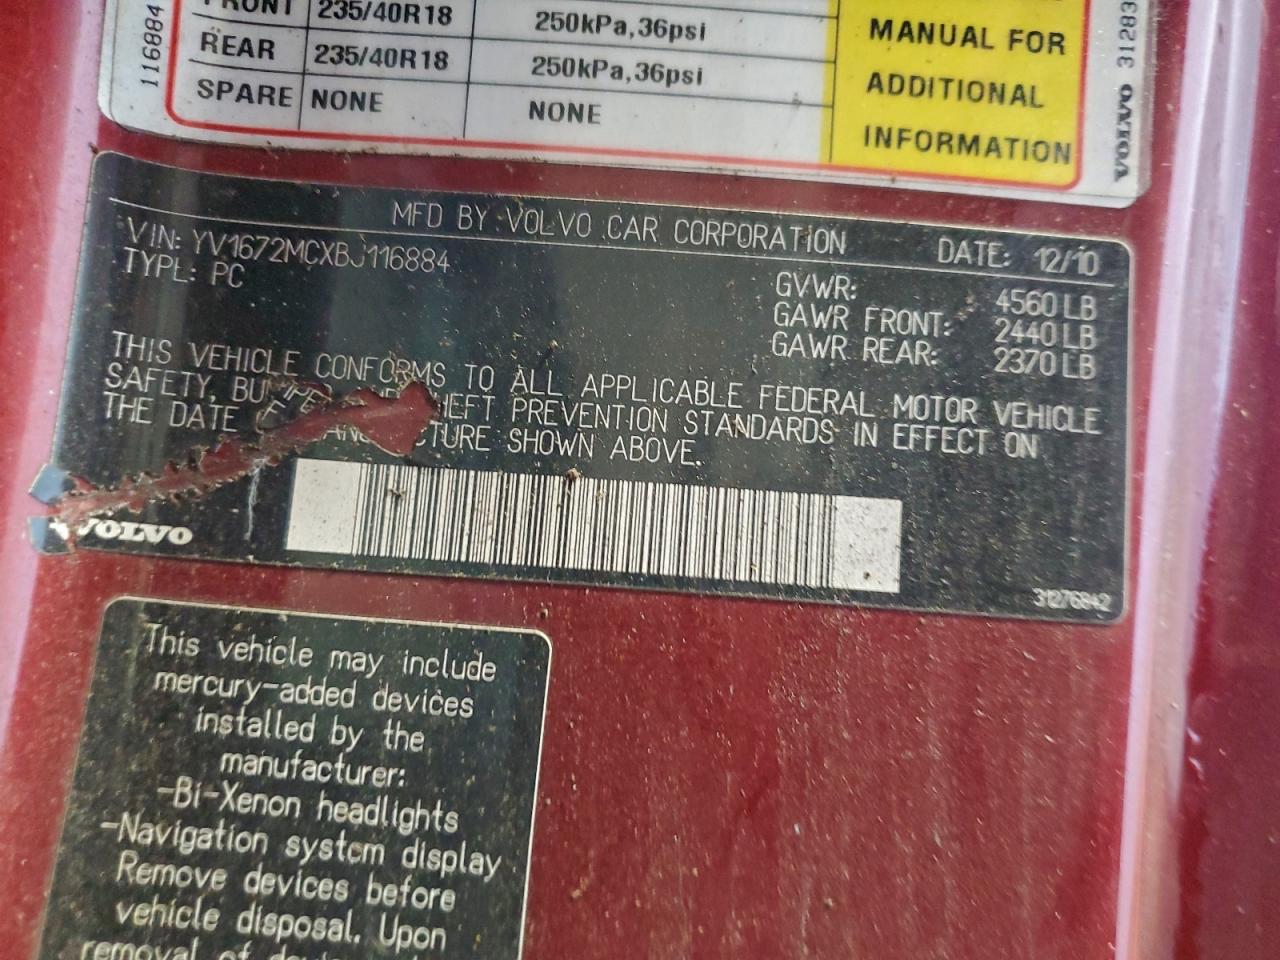 FRONT 235/40R18 250kPa,36psi
REAR 235/40R18 250kPa,36psi
SPARE NONE NONE
MANUAL FOR
ADDITIONAL
INFORMATION
116884
VOLVO 31283
MFD BY VOLVO CAR CORPORATION DATE: 12/10
VIN: YV1672MCXBJ116884
TYPE: PC
GVWR: 4560 LB
GAWR FRONT: 2440 LB
GAWR REAR: 2370 LB
THIS VEHICLE CONFORMS TO ALL APPLICABLE FEDERAL MOTOR VEHICLE
SAFETY, BUMPER THEFT PREVENTION STANDARDS IN EFFECT ON
THE DATE MANUFACTURE SHOWN ABOVE.
VOLVO
31276842
This vehicle may include
mercury-added devices
installed by the
manufacturer:
-Bi-Xenon headlights
-Navigation system display
Remove devices before
vehicle disposal. Upon
removal of